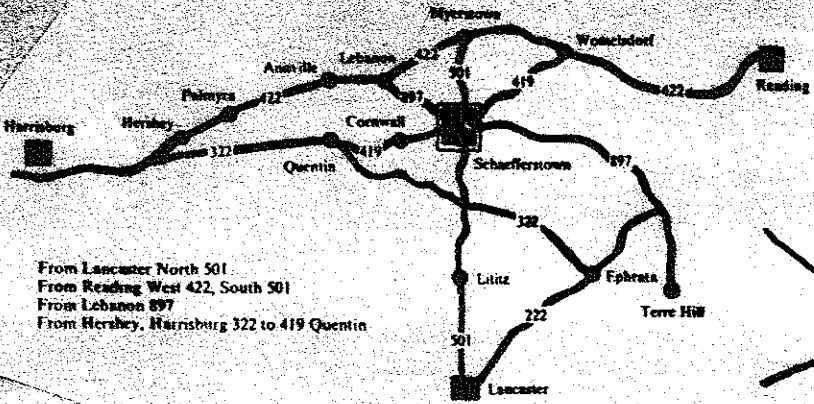 Myerstown
Womelsdorf
Lebanon
422
Annville
501
419
Reading
Palmyra
422
897
422
Harrisburg
Hershey
Cornwall
322
419
Quentin
Schaefferstown
897
322
From Lancaster North 501
From Reading West 422, South 501
From Lebanon 897
From Hershey, Harrisburg 322 to 419 Quentin
Lititz
Ephrata
Terre Hill
222
501
Lancaster